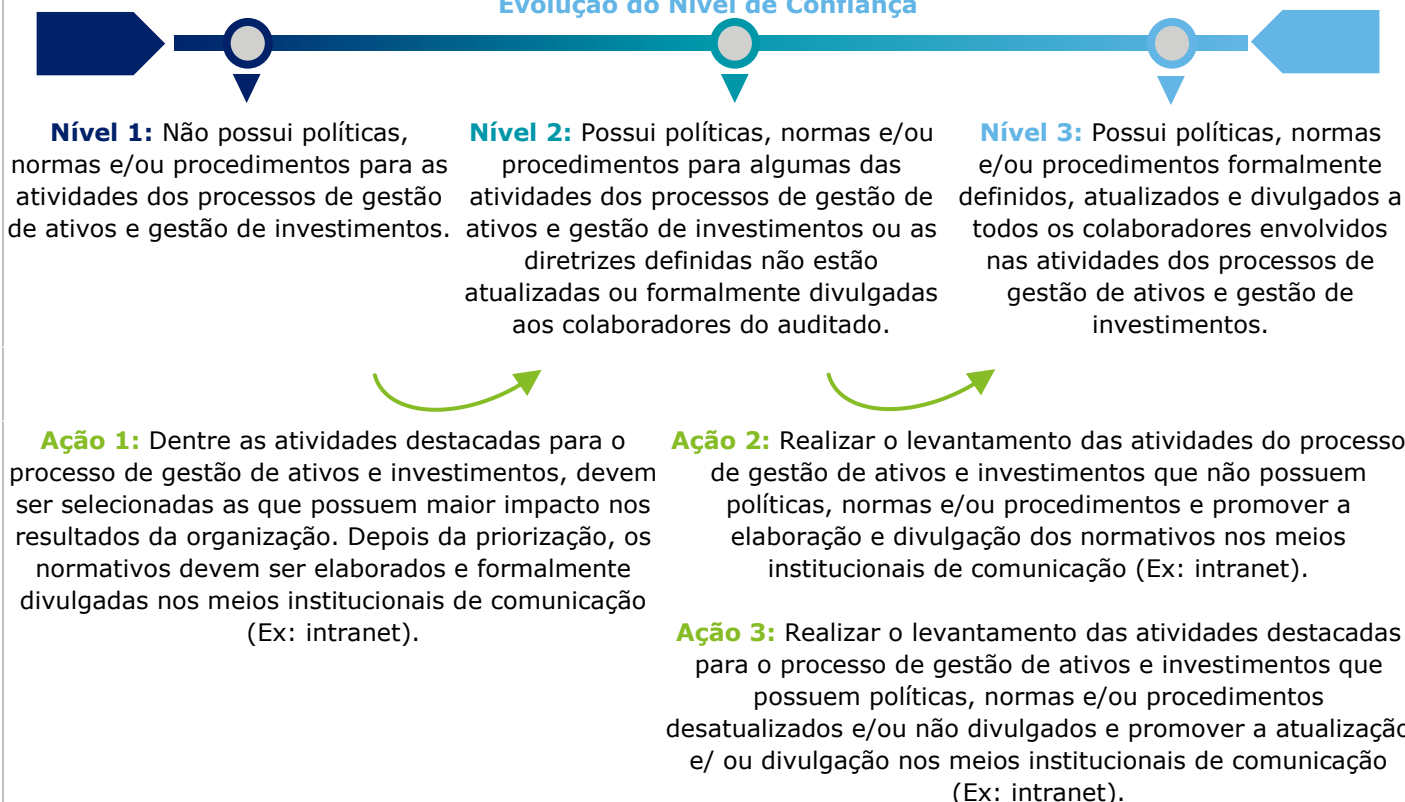 Evolução do Nível de Confiança
Nível 1: Não possui políticas,
normas e/ou procedimentos para as
atividades dos processos de gestão
de ativos e gestão de investimentos.
Nível 2: Possui políticas, normas e/ou
procedimentos para algumas das
atividades dos processos de gestão de
ativos e gestão de investimentos ou as
diretrizes definidas não estão
atualizadas ou formalmente divulgadas
aos colaboradores do auditado.
Nível 3: Possui políticas, normas
e/ou procedimentos formalmente
definidos, atualizados e divulgados a
todos os colaboradores envolvidos
nas atividades dos processos de
gestão de ativos e gestão de
investimentos.
Ação 1: Dentre as atividades destacadas para o
processo de gestão de ativos e investimentos, devem
ser selecionadas as que possuem maior impacto nos
resultados da organização. Depois da priorização, os
normativos devem ser elaborados e formalmente
divulgadas nos meios institucionais de comunicação
(Ex: intranet).
Ação 2: Realizar o levantamento das atividades do processo
de gestão de ativos e investimentos que não possuem
políticas, normas e/ou procedimentos e promover a
elaboração e divulgação dos normativos nos meios
institucionais de comunicação (Ex: intranet).
Ação 3: Realizar o levantamento das atividades destacadas
para o processo de gestão de ativos e investimentos que
possuem políticas, normas e/ou procedimentos
desatualizados e/ou não divulgados e promover a atualização
e/ ou divulgação nos meios institucionais de comunicação
(Ex: intranet).